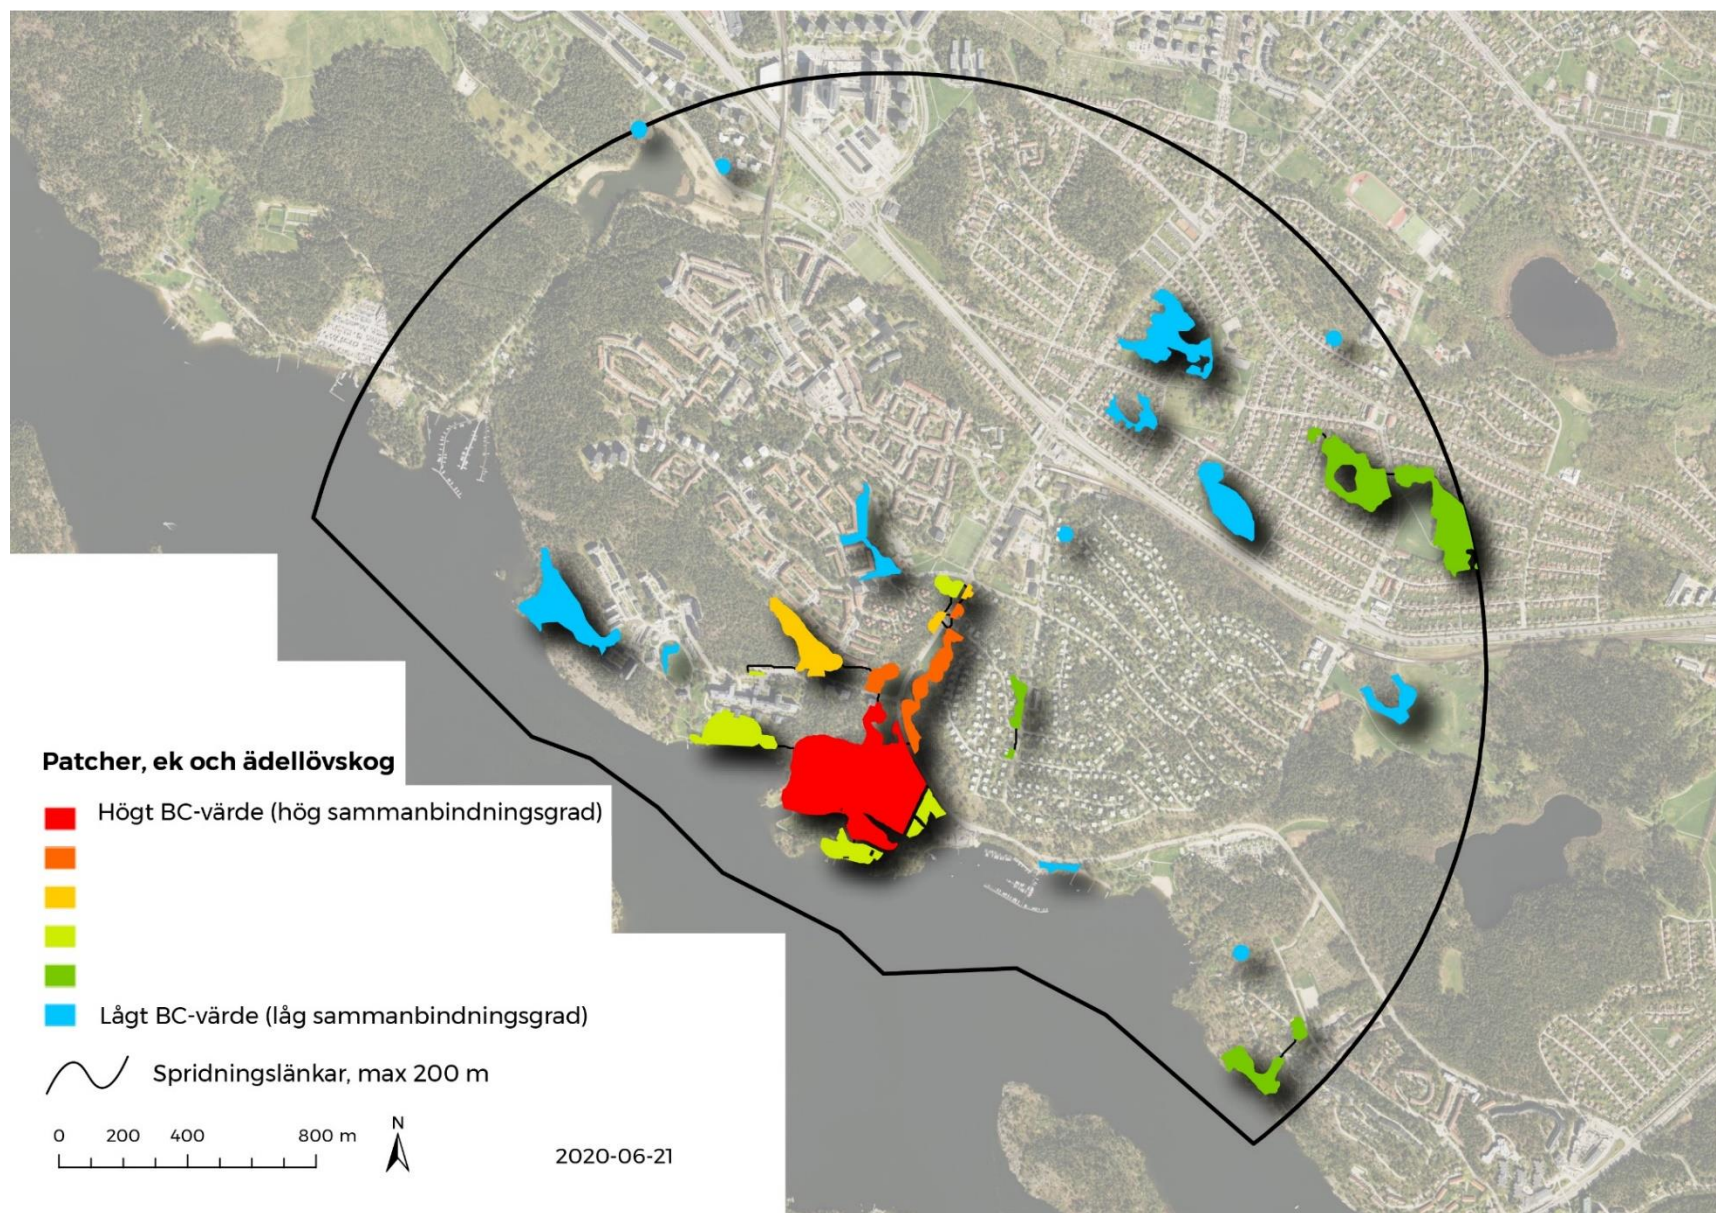 Patcher, ek och ädellövskog
Högt BC-värde (hög sammanbindningsgrad)
Lågt BC-värde (låg sammanbindningsgrad)
Spridningslänkar, max 200 m
0 200 400 800 m
N
2020-06-21